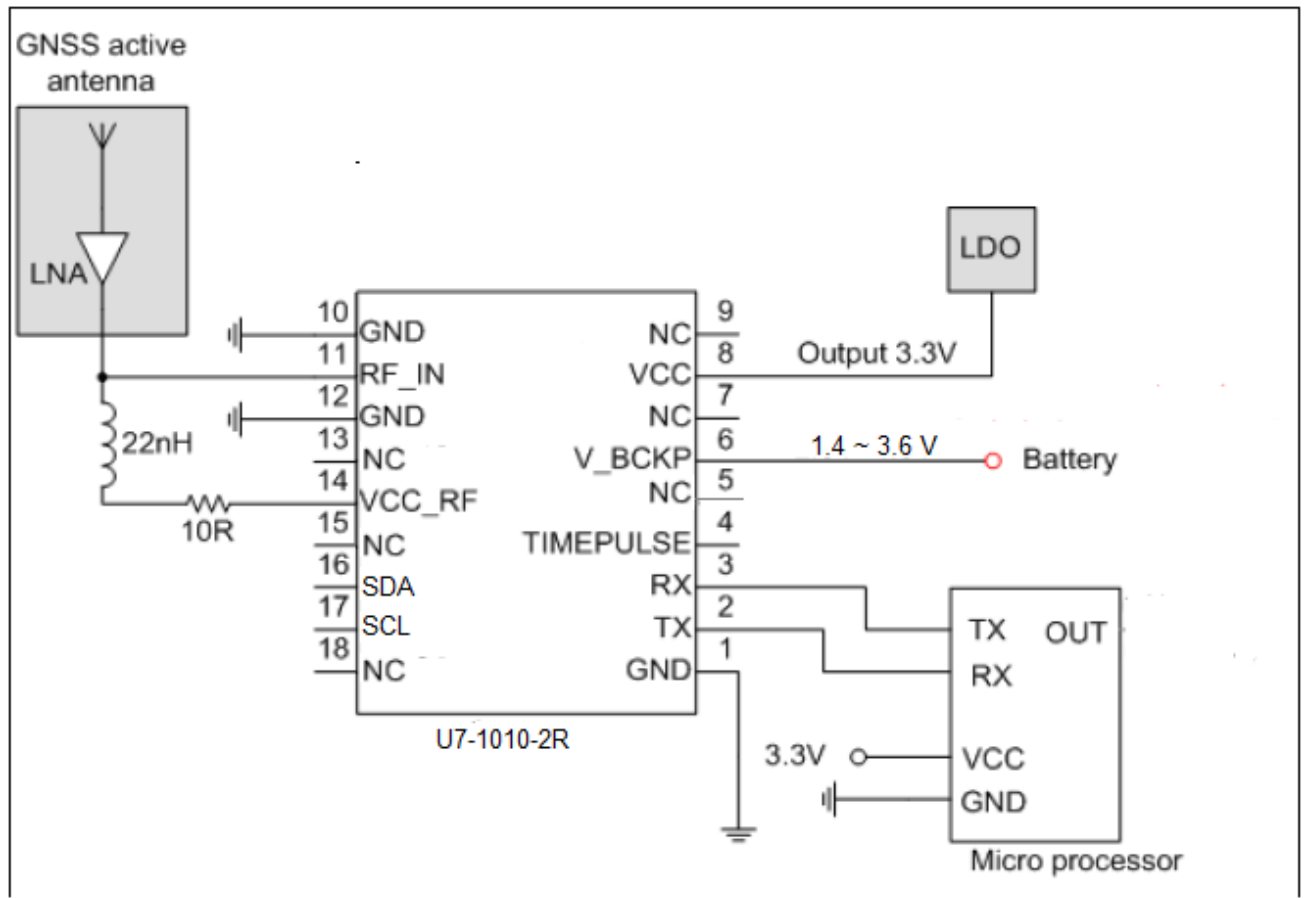 GNSS active
antenna
LNA
22nH
10R
10
GND
11
RF_IN
12
GND
13
NC
14
VCC_RF
15
NC
16
SDA
17
SCL
18
NC
9
NC
8
VCC
7
NC
6
V_BCKP
5
NC
4
TIMEPULSE
3
RX
2
TX
1
GND
U7-1010-2R
LDO
Output 3.3V
1.4 ~ 3.6 V
Battery
TX OUT
RX
3.3V
VCC
GND
Micro processor